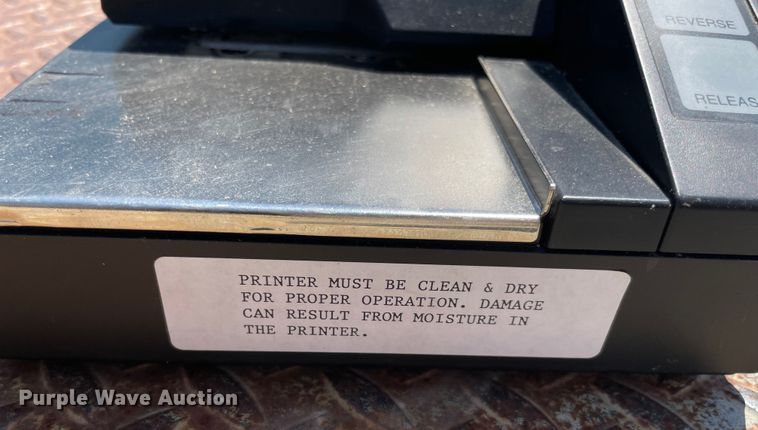 REVERSE
RELEAS
PRINTER MUST BE CLEAN & DRY
FOR PROPER OPERATION. DAMAGE
CAN RESULT FROM MOISTURE IN
THE PRINTER.
Purple Wave Auction